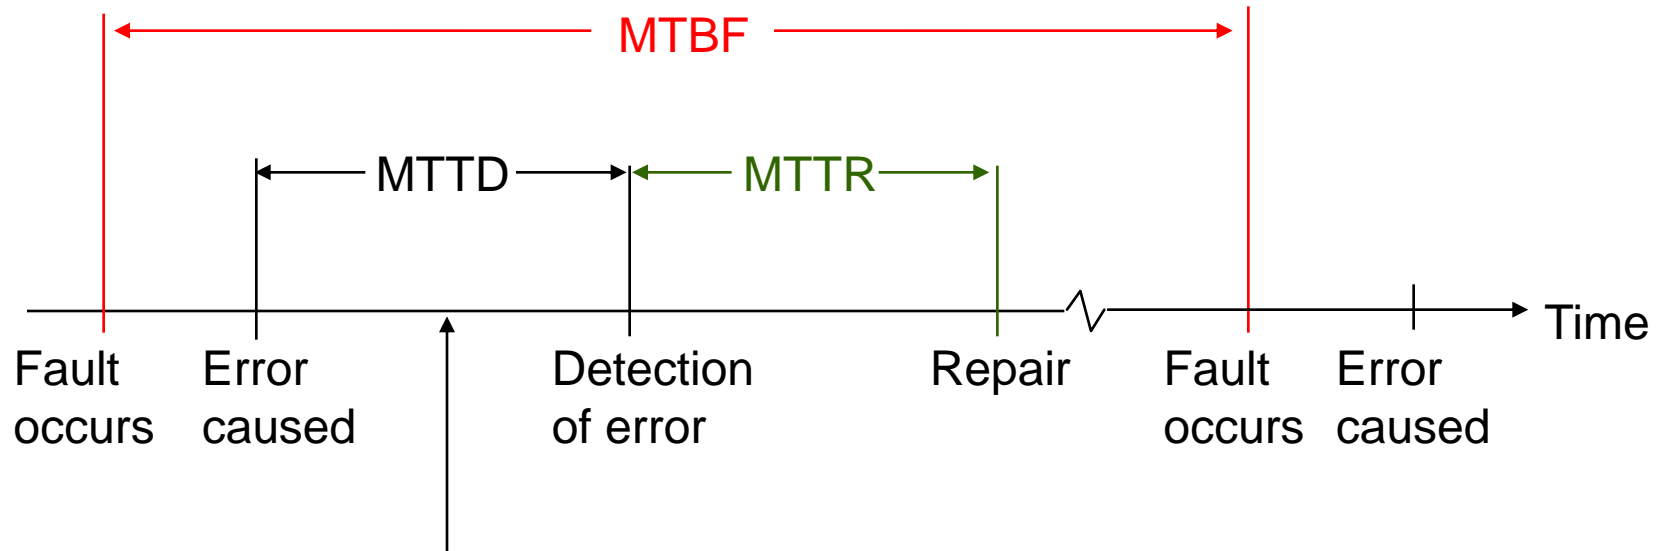 MTBF
MTTD
MTTR
Time
Fault
occurs
Error
caused
Detection
of error
Repair
Fault
occurs
Error
caused